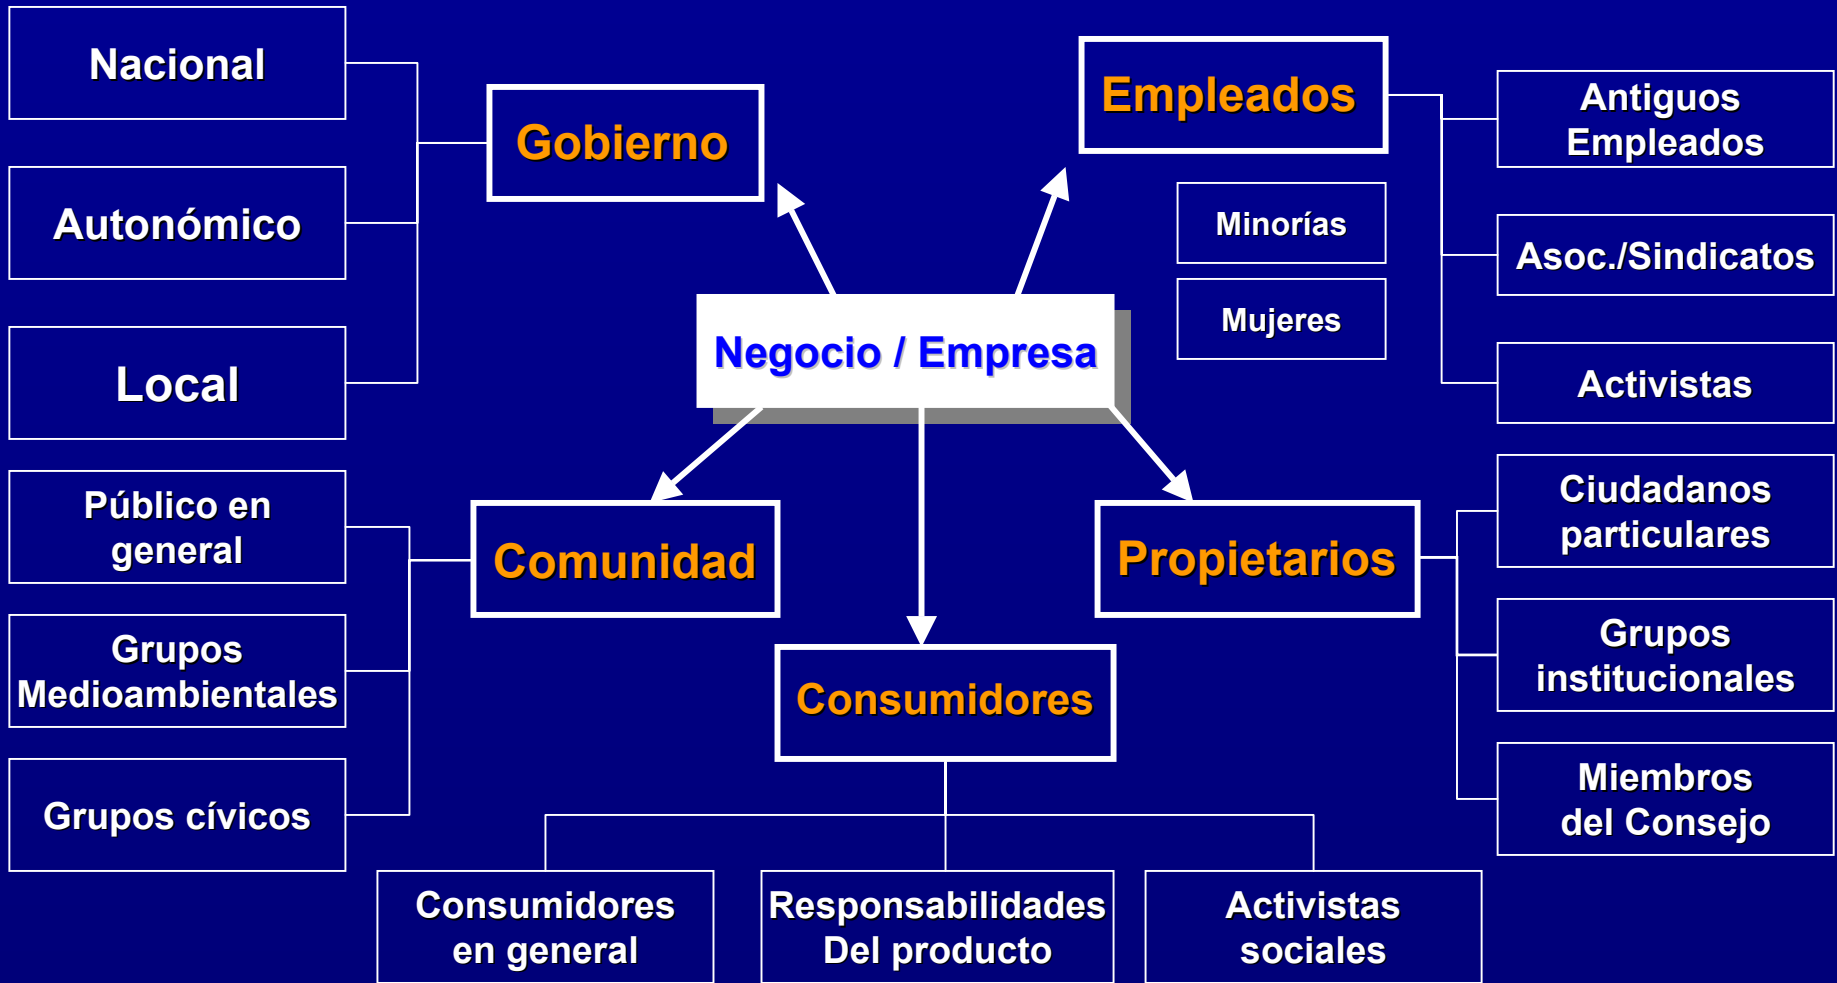 Nacional
Autonómico
Local
Gobierno
Empleados
Antiguos
Empleados
Minorías
Mujeres
Asoc./Sindicatos
Activistas
Negocio / Empresa
Público en
general
Grupos
Medioambientales
Grupos cívicos
Comunidad
Propietarios
Ciudadanos
particulares
Grupos
institucionales
Miembros
del Consejo
Consumidores
Consumidores
en general
Responsabilidades
Del producto
Activistas
sociales